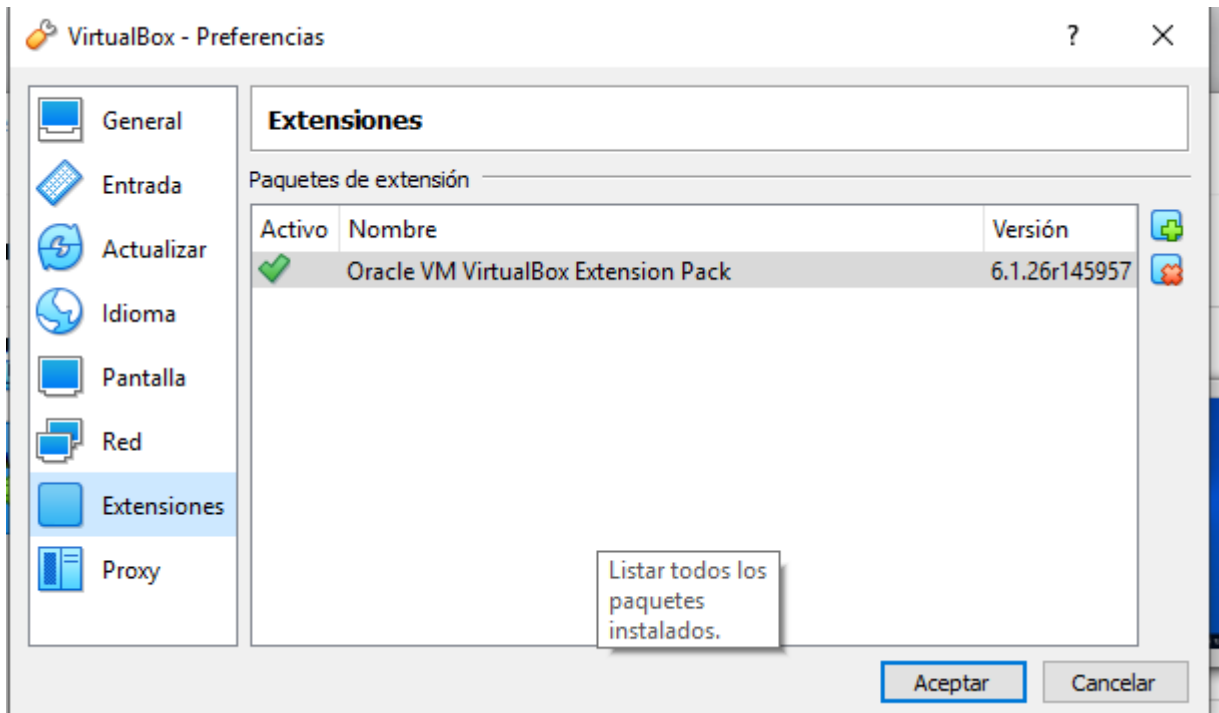 VirtualBox - Preferencias ?
General
Entrada
Actualizar
Idioma
Pantalla
Red
Extensiones
Proxy
Extensiones
Paquetes de extensión
Activo Nombre Versión
Oracle VM VirtualBox Extension Pack 6.1.26r145957
Listar todos los
paquetes
instalados.
Aceptar Cancelar